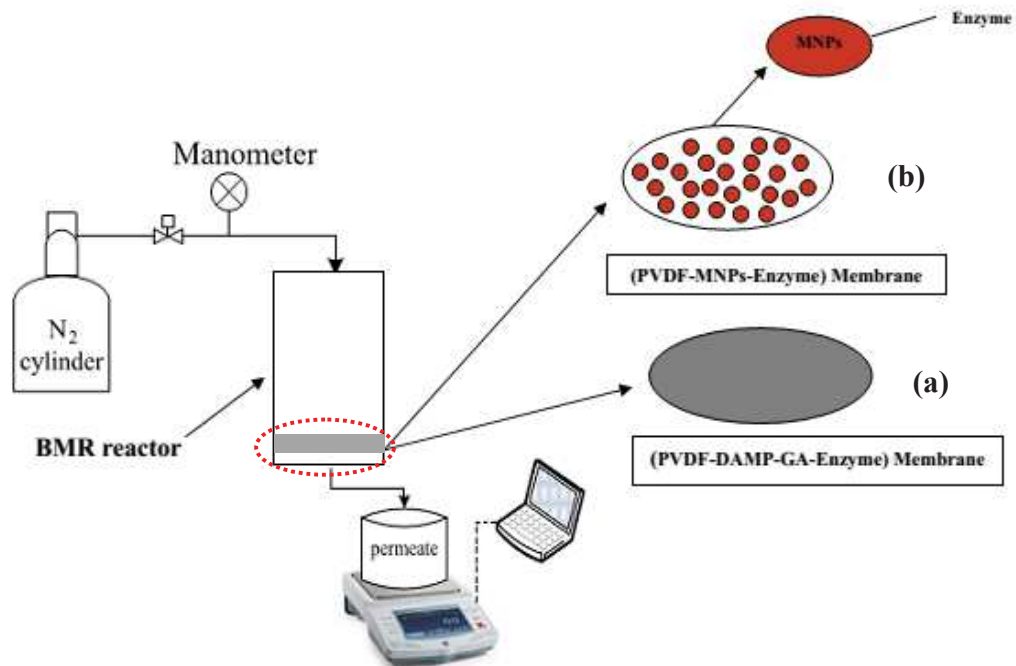 Enzyme
MNPs
Manometer
(b)
(PVDF-MNPs-Enzyme) Membrane
N2
cylinder
(a)
BMR reactor
(PVDF-DAMP-GA-Enzyme) Membrane
permeate